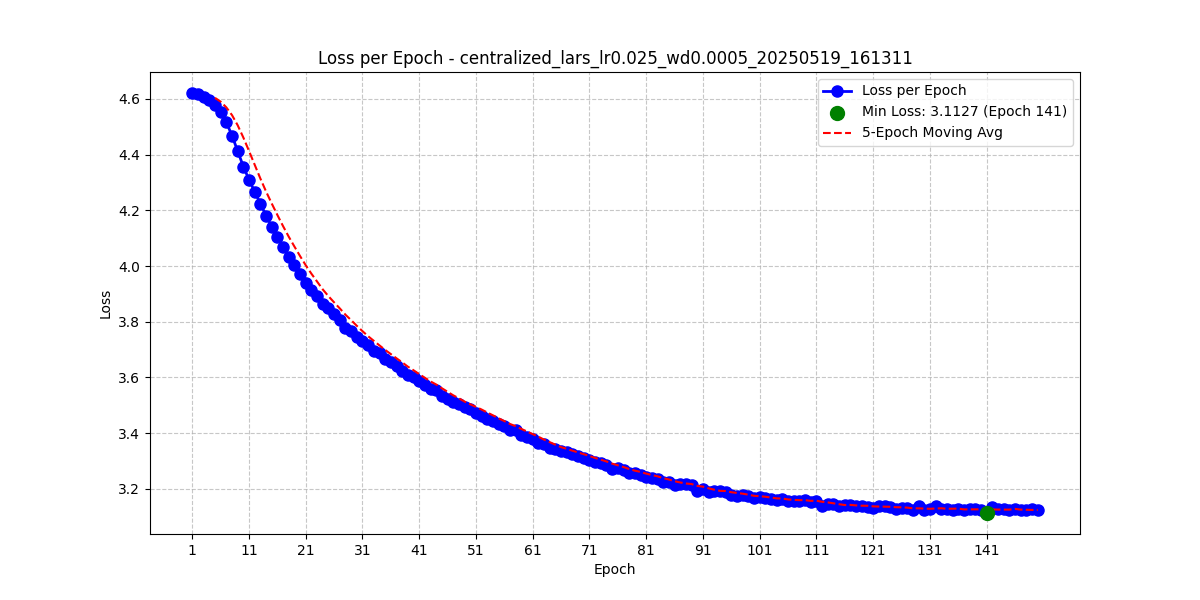 Loss per Epoch - centralized_lars_lr0.025_wd0.0005_20250519_161311
Loss per Epoch
Min Loss: 3.1127 (Epoch 141)
5-Epoch Moving Avg
Loss
4.6
4.4
4.2
4.0
3.8
3.6
3.4
3.2
1 11 21 31 41 51 61 71 81 91 101 111 121 131 141
Epoch